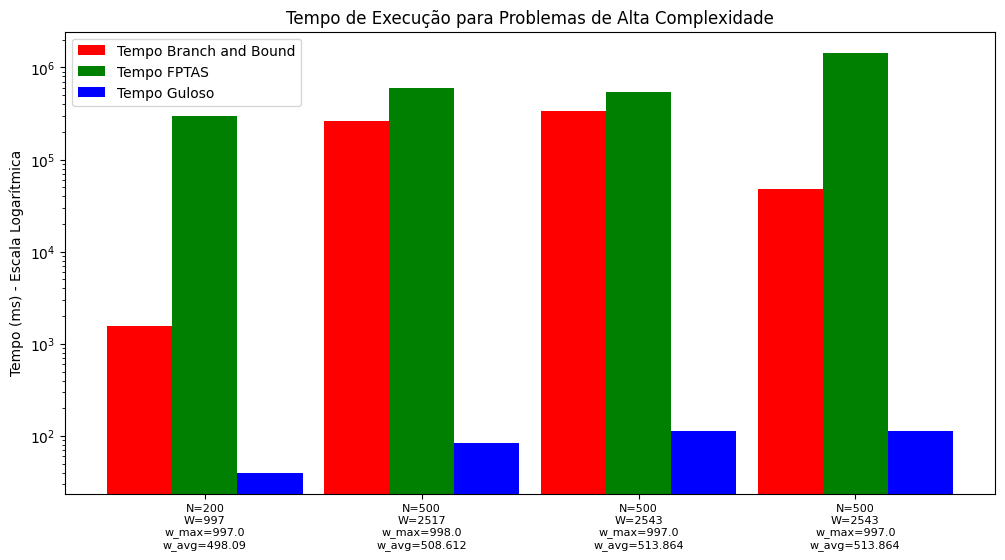 Tempo de Execução para Problemas de Alta Complexidade
Tempo Branch and Bound
Tempo FPTAS
Tempo Guloso
Tempo (ms) - Escala Logarítmica
10^6
10^5
10^4
10^3
10^2
N=200
W=997
w_max=997.0
w_avg=498.09
N=500
W=2517
w_max=998.0
w_avg=508.612
N=500
W=2543
w_max=997.0
w_avg=513.864
N=500
W=2543
w_max=997.0
w_avg=513.864